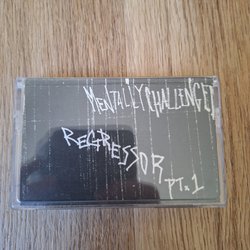 MENTALLY CHALLENGED
REGRESSOR
PT. 1